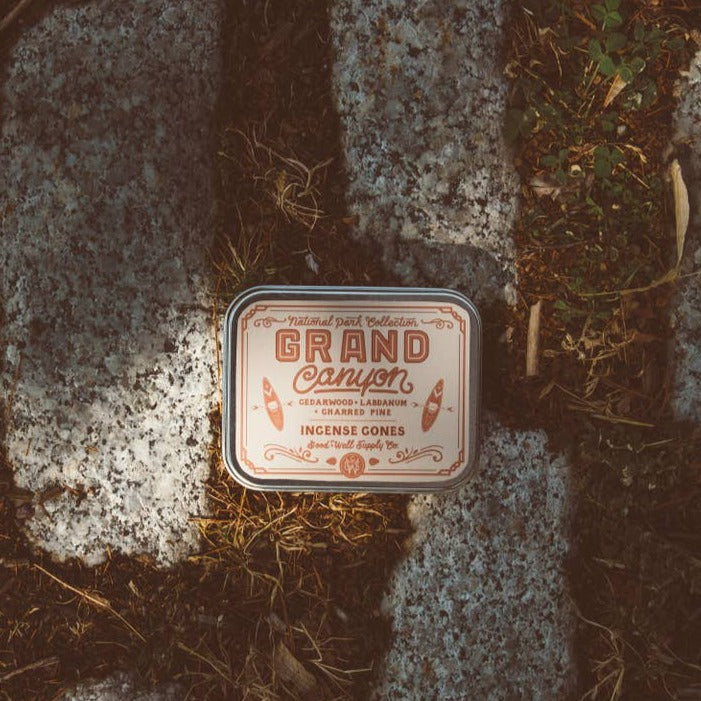 National Park Collection
GRAND
Canyon
CEDARWOOD • LABDANUM
• CHARRED PINE
INCENSE CONES
Good & Well Supply Co.